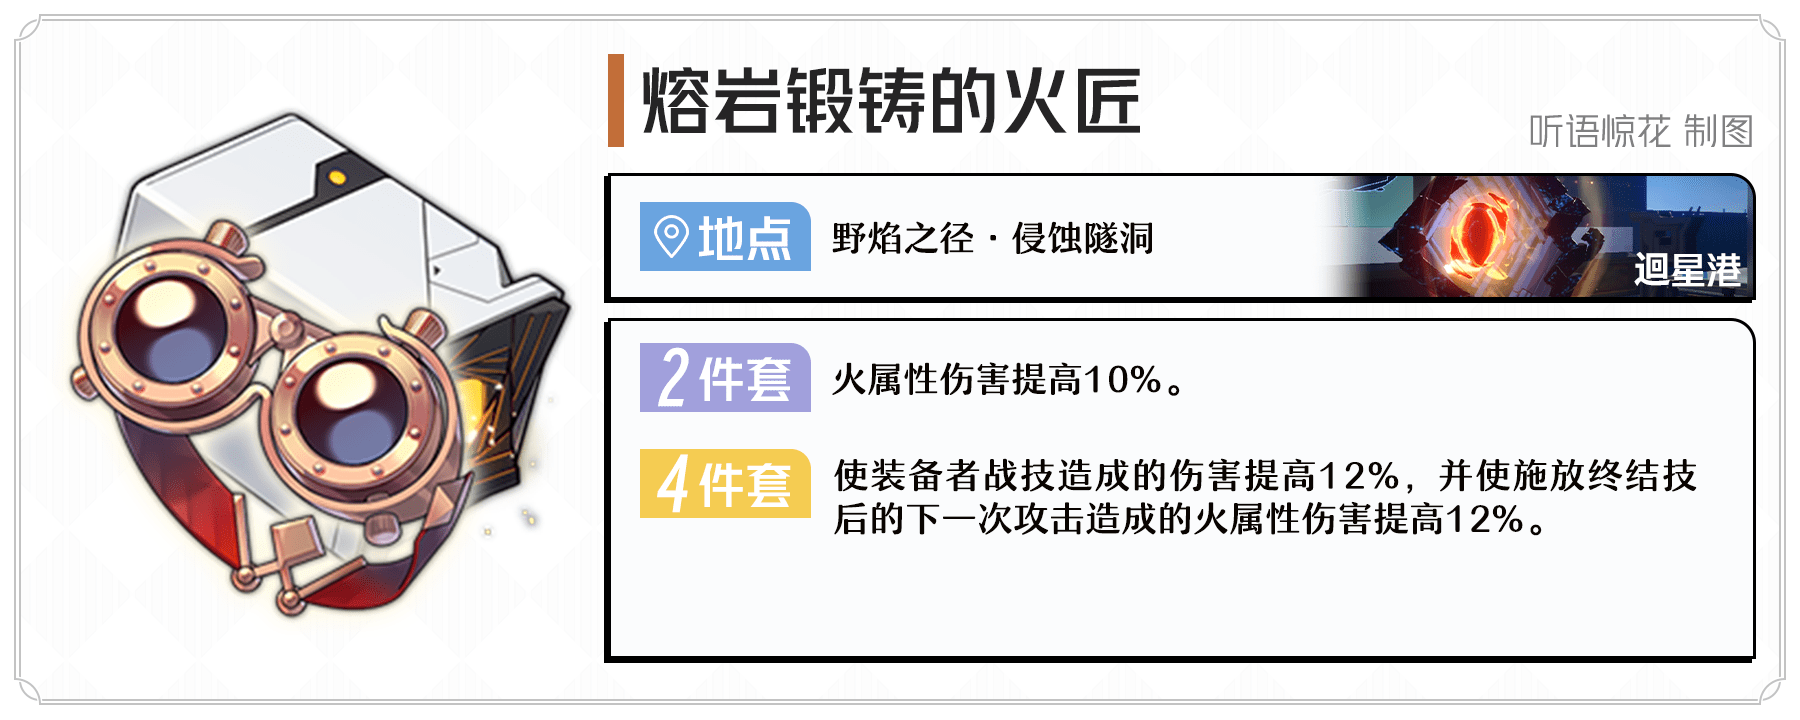 熔岩锻铸的火匠
听语惊花 制图
地点
野焰之径·侵蚀隧洞
迴星港
2件套
火属性伤害提高10%。
4件套
使装备者战技造成的伤害提高12%，并使施放终结技
后的下一次攻击造成的火属性伤害提高12%。